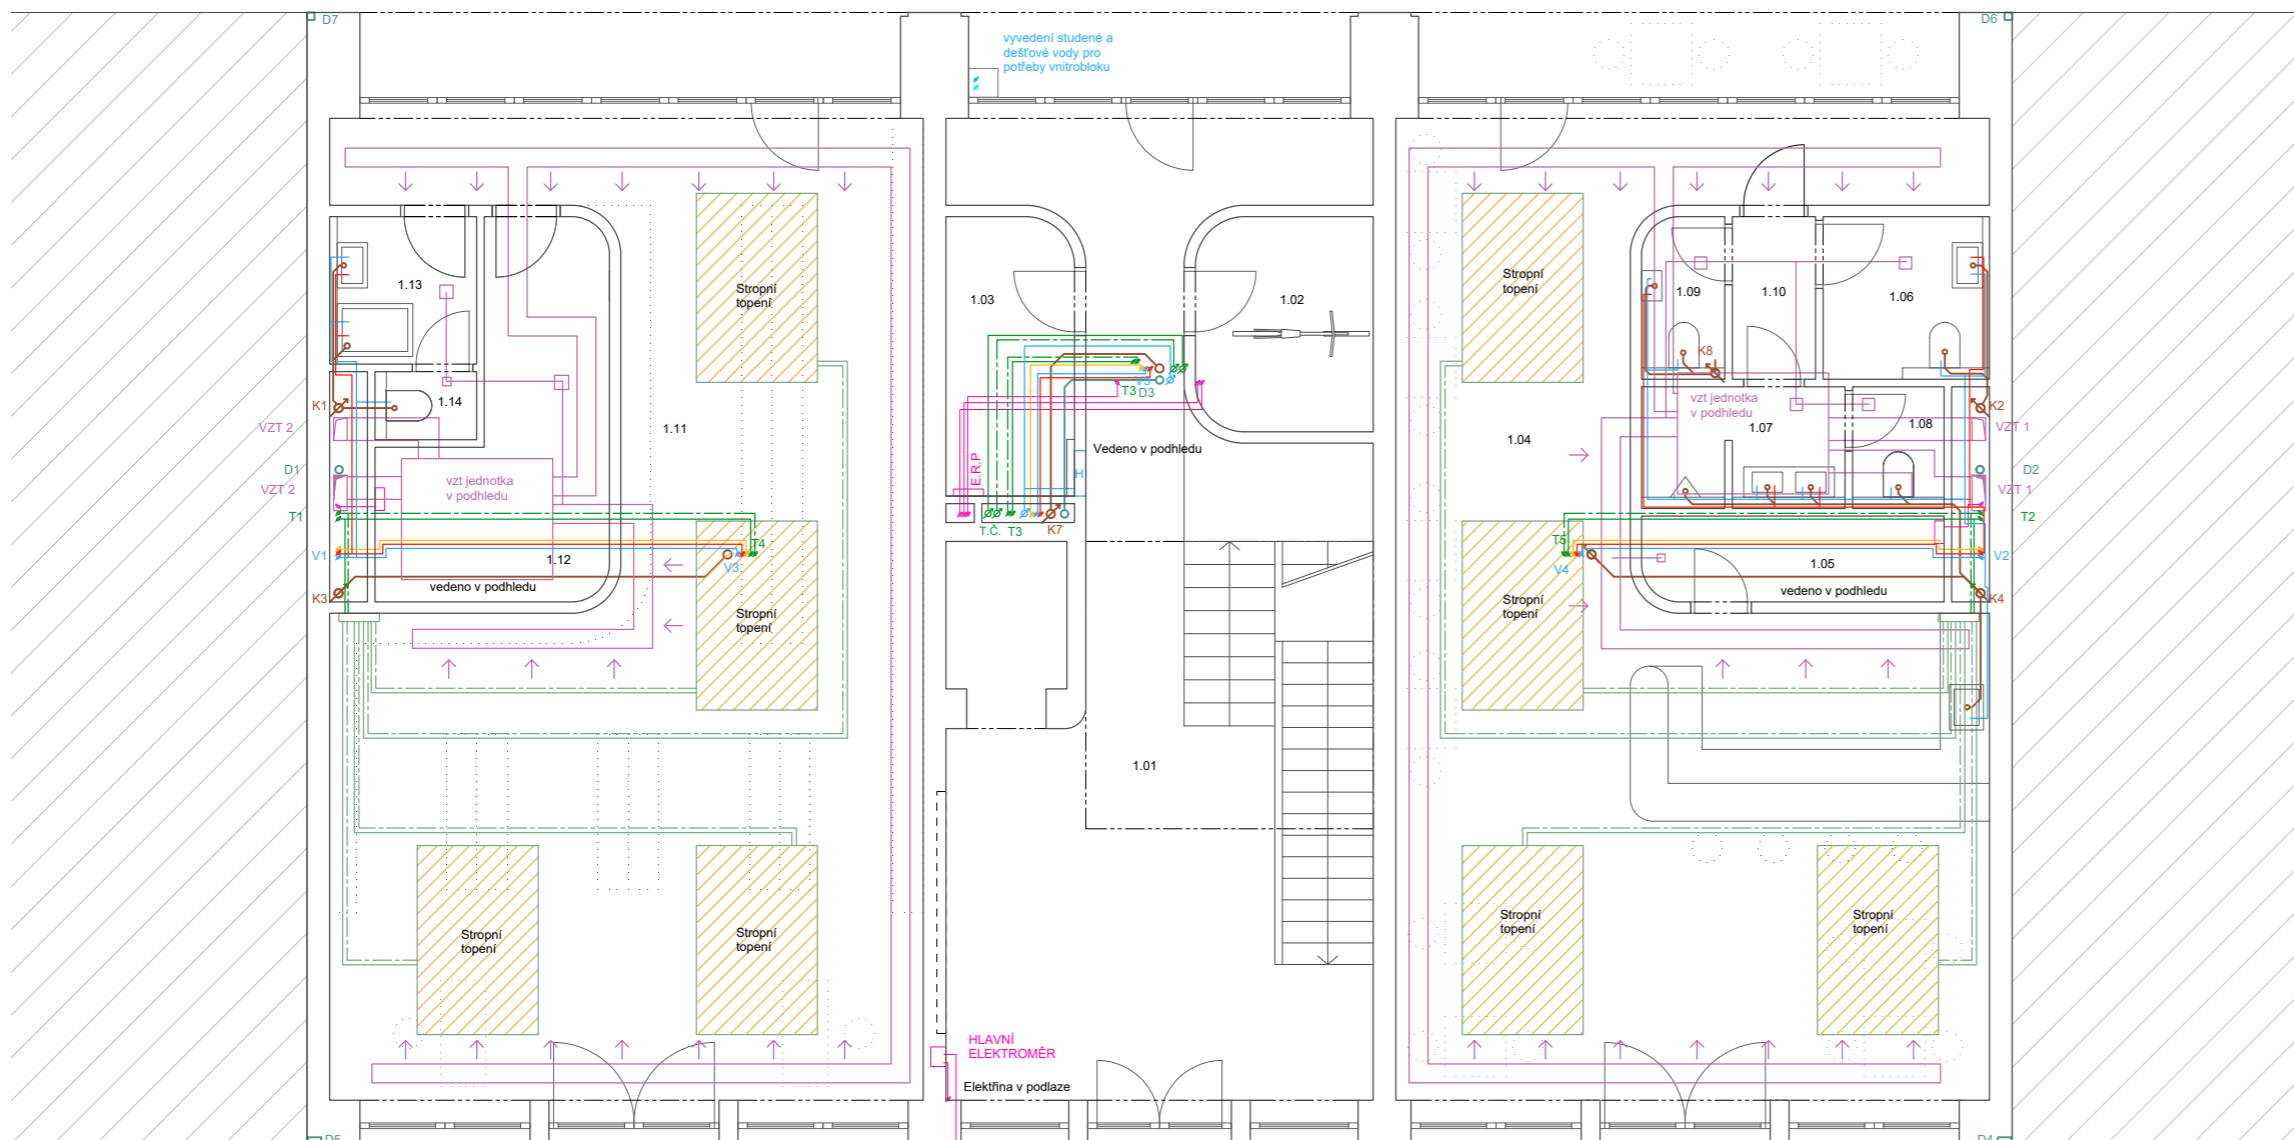 D7
D6
vyvedení studené a
dešťové vody pro
potřeby vnitrobloku
Stropní
topení
Stropní
topení
1.13
1.03
1.02
1.09
1.10
1.06
K8
K1
1.14
V3
T3
D3
vzt jednotka
v podhledu
K2
VZT 2
1.11
Vedeno v podhledu
1.04
1.07
1.08
VZT 1
D1
E.R.P
H
D2
VZT 2
vzt jednotka
v podhledu
VZT 1
T1
T.Č.
T3
K7
T2
T4
T5
V1
1.12
V3
V4
1.05
V2
vedeno v podhledu
vedeno v podhledu
K3
K4
Stropní
topení
Stropní
topení
1.01
Stropní
topení
Stropní
topení
Stropní
topení
Stropní
topení
HLAVNÍ
ELEKTROMĚR
Elektřina v podlaze
D5
D4